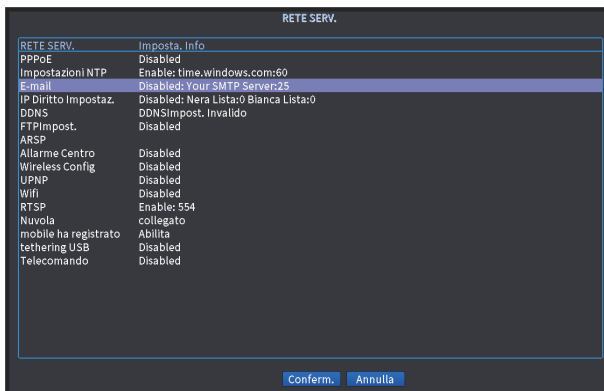 RETE SERV.
RETE SERV. Imposta. Info
PPPoE Disabled
Impostazioni NTP Enable: time.windows.com:60
E-mail Disabled: Your SMTP Server:25
IP Diritto Impostaz. Disabled: Nera Lista:0 Bianca Lista:0
DDNS DDNSImpost. Invalido
FTPImpost. Disabled
ARSP
Allarme Centro Disabled
Wireless Config Disabled
UPNP Disabled
Wifi Disabled
RTSP Enable: 554
Nuvola collegato
mobile ha registrato Abilita
tethering USB Disabled
Telecomando Disabled
Conferm. Annulla